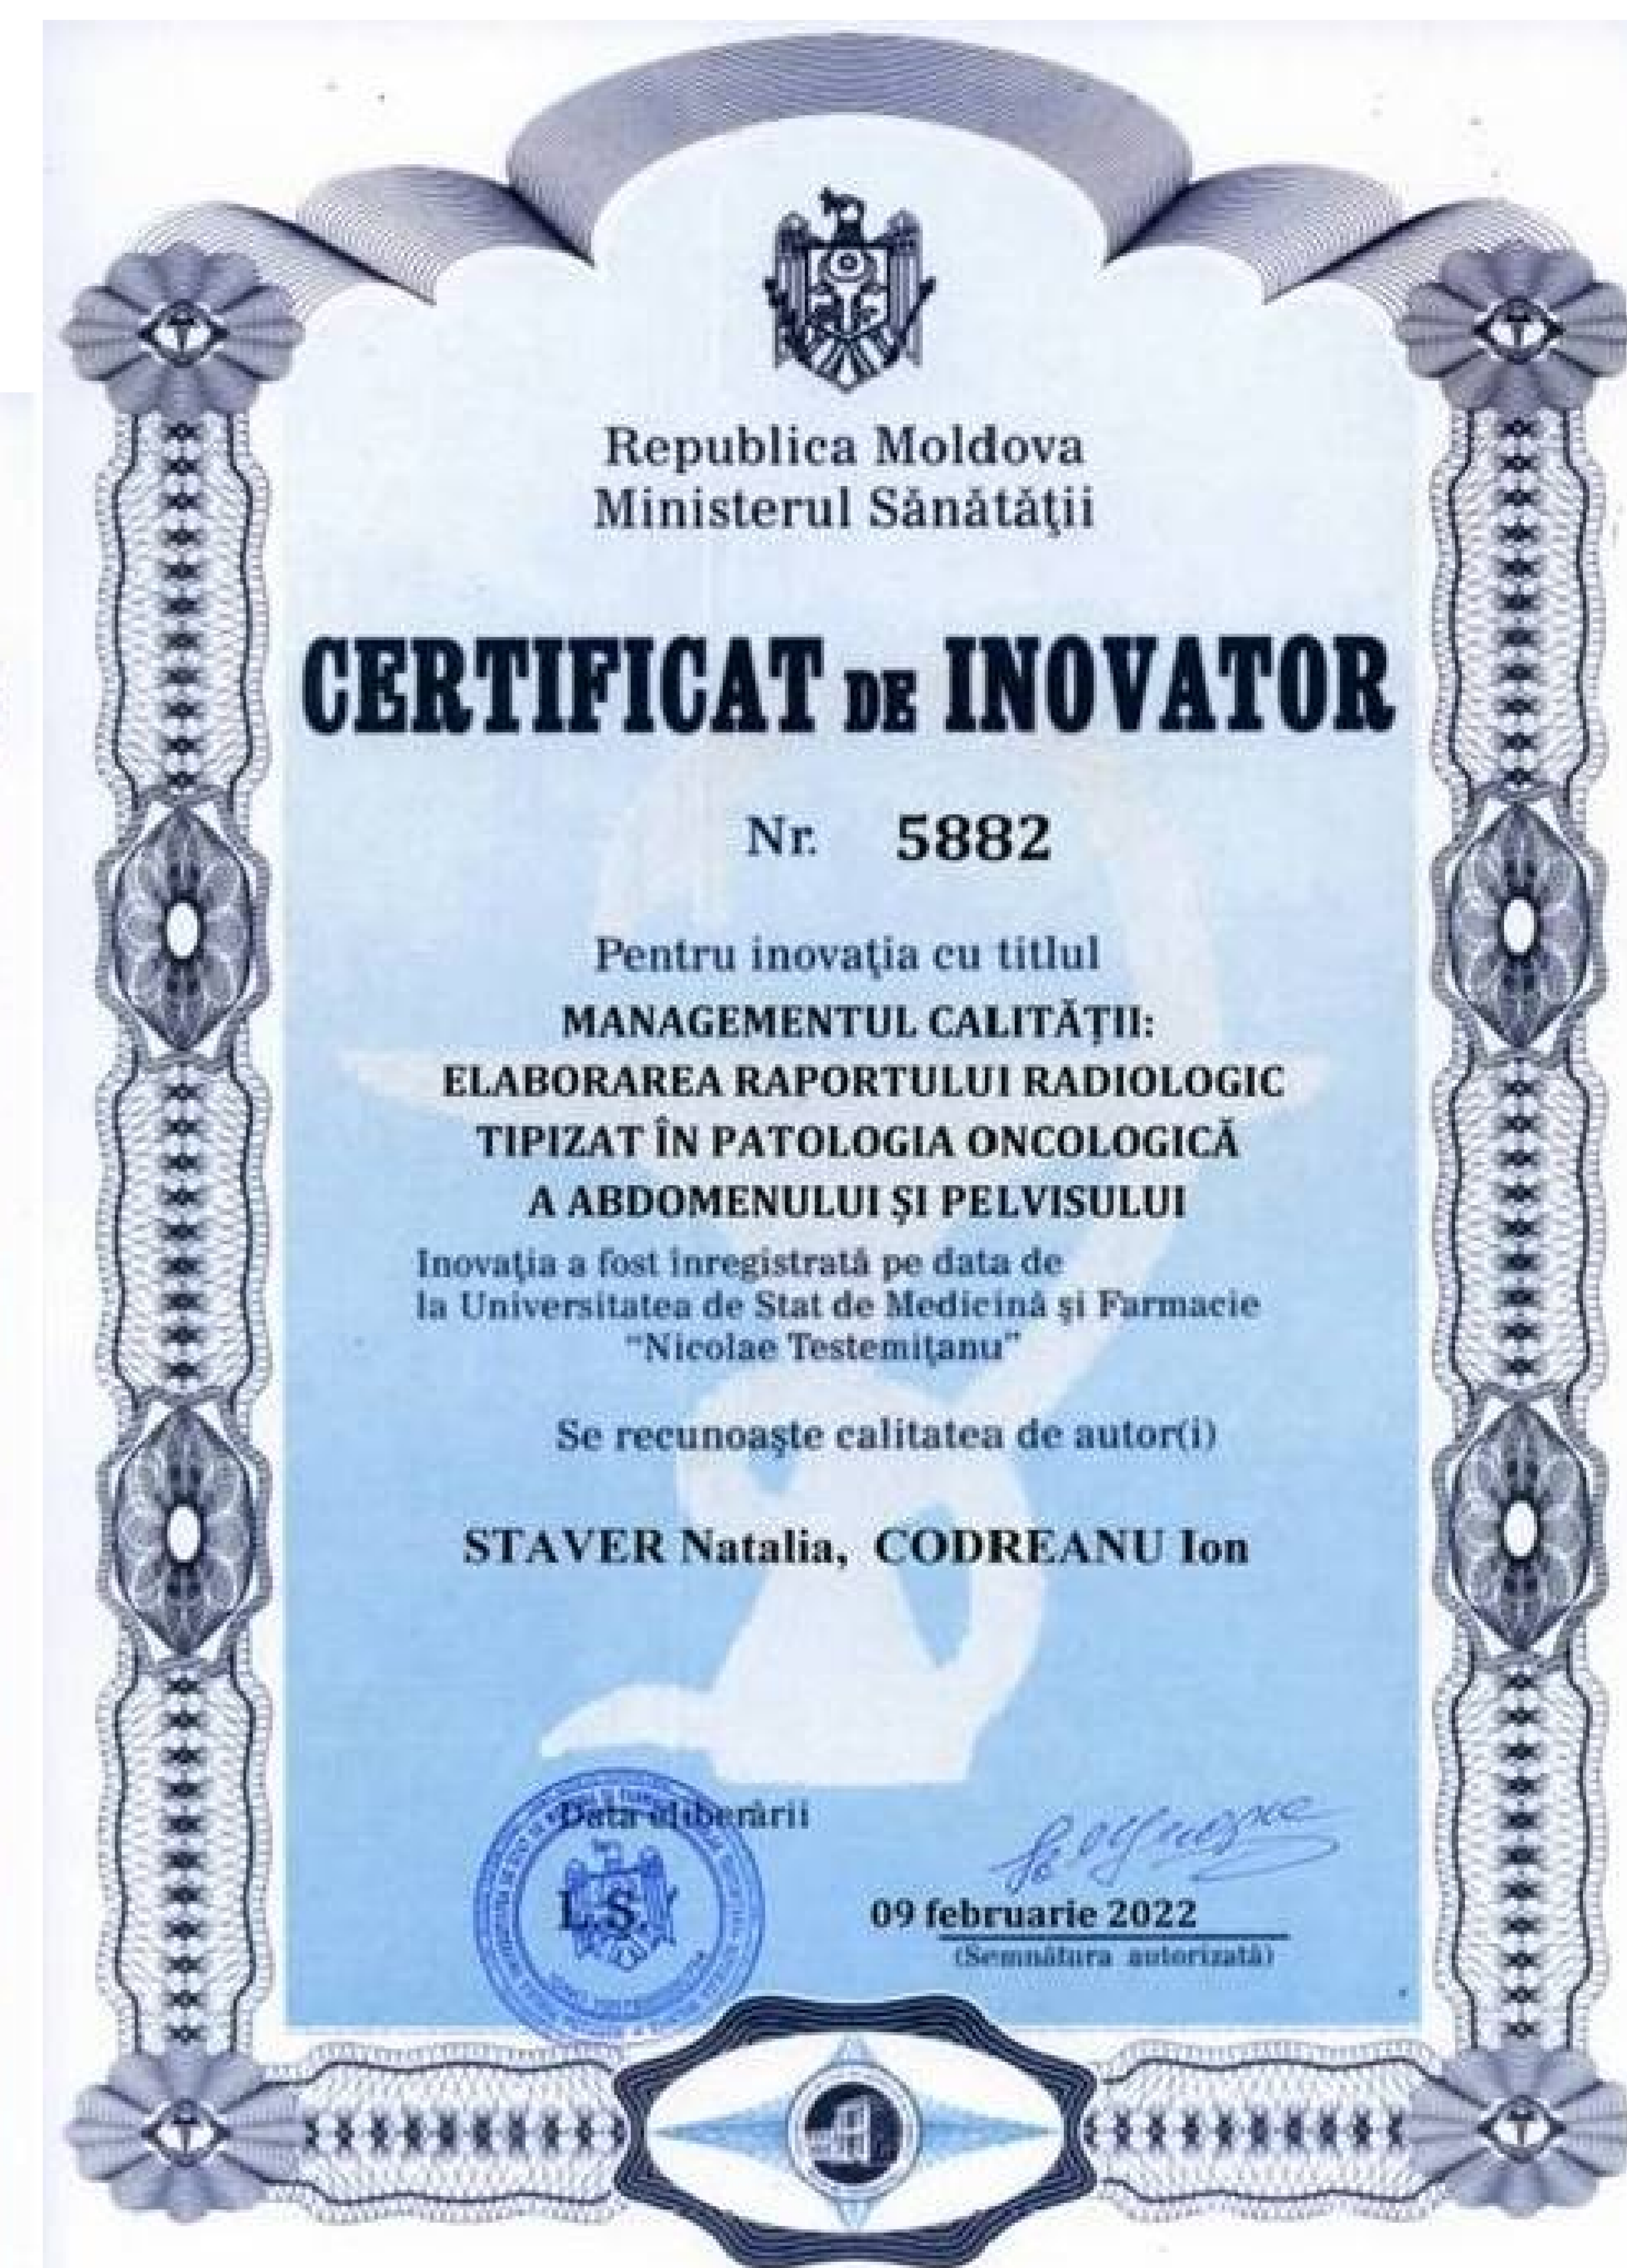 Republica Moldova
Ministerul Sănătăţii
CERTIFICAT DE INOVATOR
Nr. 5882
Pentru inovaţia cu titlul
MANAGEMENTUL CALITĂŢII:
ELABORAREA RAPORTULUI RADIOLOGIC
TIPIZAT ÎN PATOLOGIA ONCOLOGICĂ
A ABDOMENULUI ŞI PELVISULUI
Inovaţia a fost înregistrată pe data de
la Universitatea de Stat de Medicină şi Farmacie
"Nicolae Testemiţanu"
Se recunoaşte calitatea de autor(i)
STAVER Natalia, CODREANU Ion
Data eliberării
L.S.
09 februarie 2022
(Semnătura autorizată)